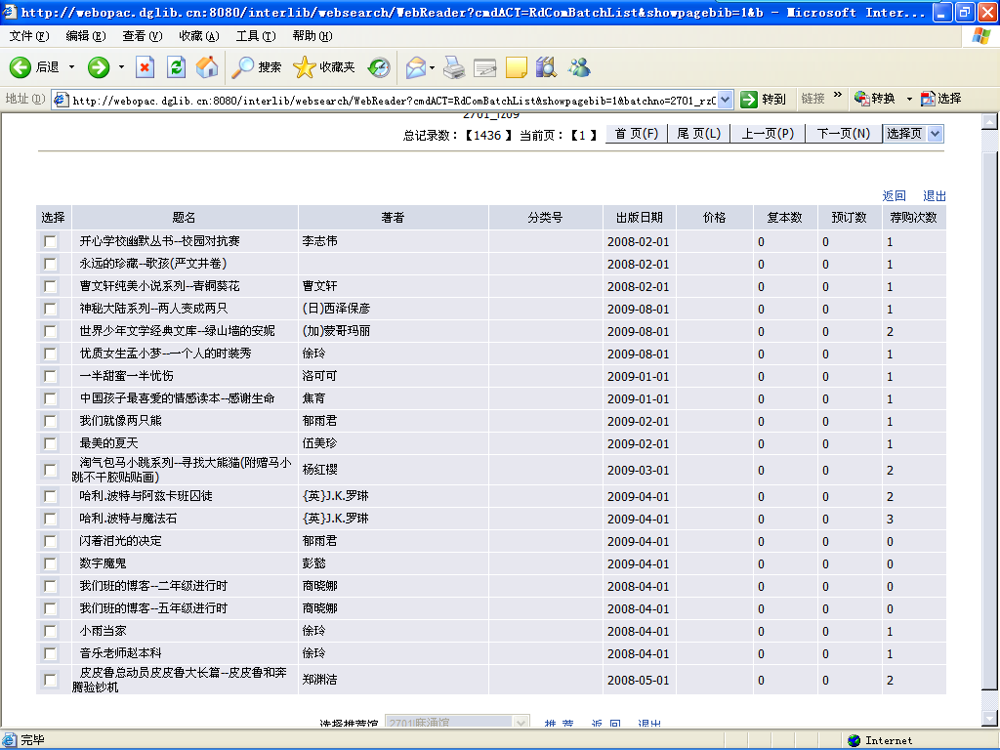 http://webopac.dglib.cn:8080/interlib/websearch/WebReader?cmdACT=RdComBatchList&showpagebib=1&b - Microsoft Inter...
文件(F) 编辑(E) 查看(V) 收藏(A) 工具(T) 帮助(H)
后退 搜索 收藏夹
地址(D) http://webopac.dglib.cn:8080/interlib/websearch/WebReader?cmdACT=RdComBatchList&showpagebib=1&batchno=2701_rz0 转到 链接 » 转换 选择
2701_rz09
总记录数：【1436 】 当前页：【1 】 首 页(F) 尾 页(L) 上一页(P) 下一页(N) 选择页
返回 退出
选择 题名 著者 分类号 出版日期 价格 复本数 预订数 荐购次数
开心学校幽默丛书--校园对抗赛 李志伟 2008-02-01 0 0 1
永远的珍藏--歌孩(严文井卷) 2008-02-01 0 0 1
曹文轩纯美小说系列--青铜葵花 曹文轩 2008-02-01 0 0 1
神秘大陆系列--两人变成两只 (日)西泽保彦 2009-08-01 0 0 1
世界少年文学经典文库--绿山墙的安妮 (加)蒙哥玛丽 2009-08-01 0 0 2
优质女生孟小梦--一个人的时装秀 徐玲 2009-08-01 0 0 1
一半甜蜜一半忧伤 洛可可 2009-01-01 0 0 1
中国孩子最喜爱的情感读本--感谢生命 焦育 2009-01-01 0 0 1
我们就像两只熊 郁雨君 2009-02-01 0 0 1
最美的夏天 伍美珍 2009-02-01 0 0 1
淘气包马小跳系列--寻找大熊猫(附赠马小
跳不干胶贴贴画) 杨红樱 2009-03-01 0 0 2
哈利.波特与阿兹卡班囚徒 {英}J.K.罗琳 2009-04-01 0 0 2
哈利.波特与魔法石 {英}J.K.罗琳 2009-04-01 0 0 3
闪着泪光的决定 郁雨君 2009-04-01 0 0 0
数字魔鬼 彭懿 2009-04-01 0 0 0
我们班的博客--二年级进行时 商晓娜 2008-04-01 0 0 0
我们班的博客--五年级进行时 商晓娜 2008-04-01 0 0 0
小雨当家 徐玲 2008-04-01 0 0 1
音乐老师赵本科 徐玲 2008-04-01 0 0 1
皮皮鲁总动员皮皮鲁大长篇--皮皮鲁和奔
腾验钞机 郑渊洁 2008-05-01 0 0 2
选择推荐馆 2701|麻涌馆 推 荐 返 回 退出
完毕 Internet